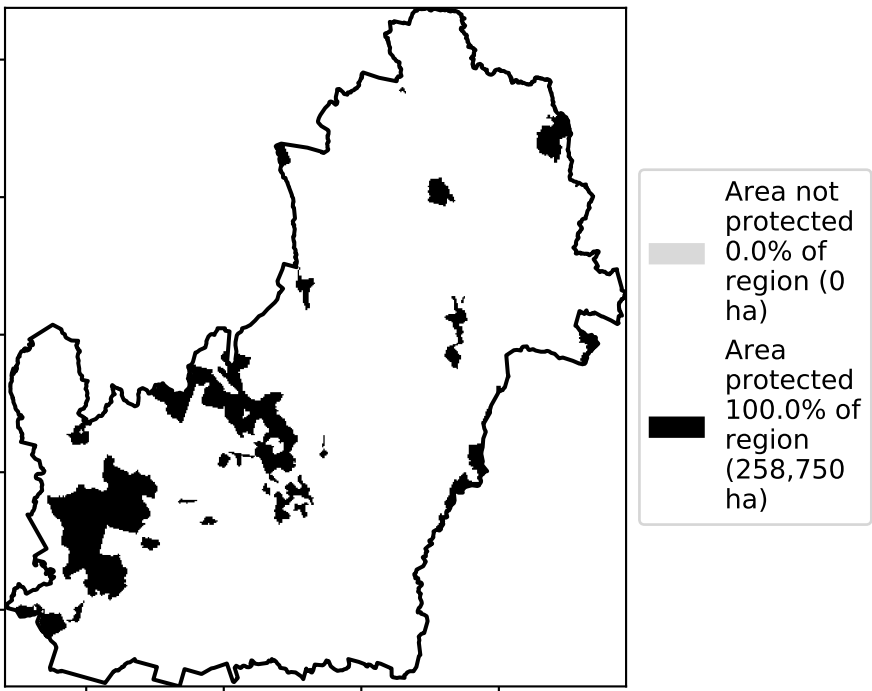 Area not
protected
0.0% of
region (0
ha)
Area
protected
100.0% of
region
(258,750
ha)